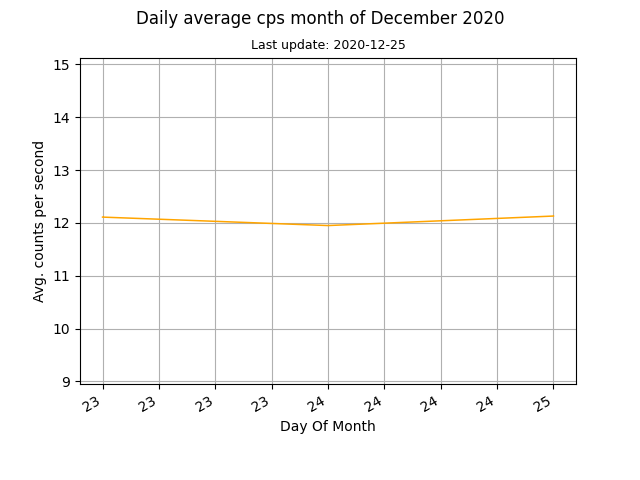 Daily average cps month of December 2020
Last update: 2020-12-25
15
14
13
12
11
10
9
Avg. counts per second
23 23 23 23 24 24 24 24 25
Day Of Month